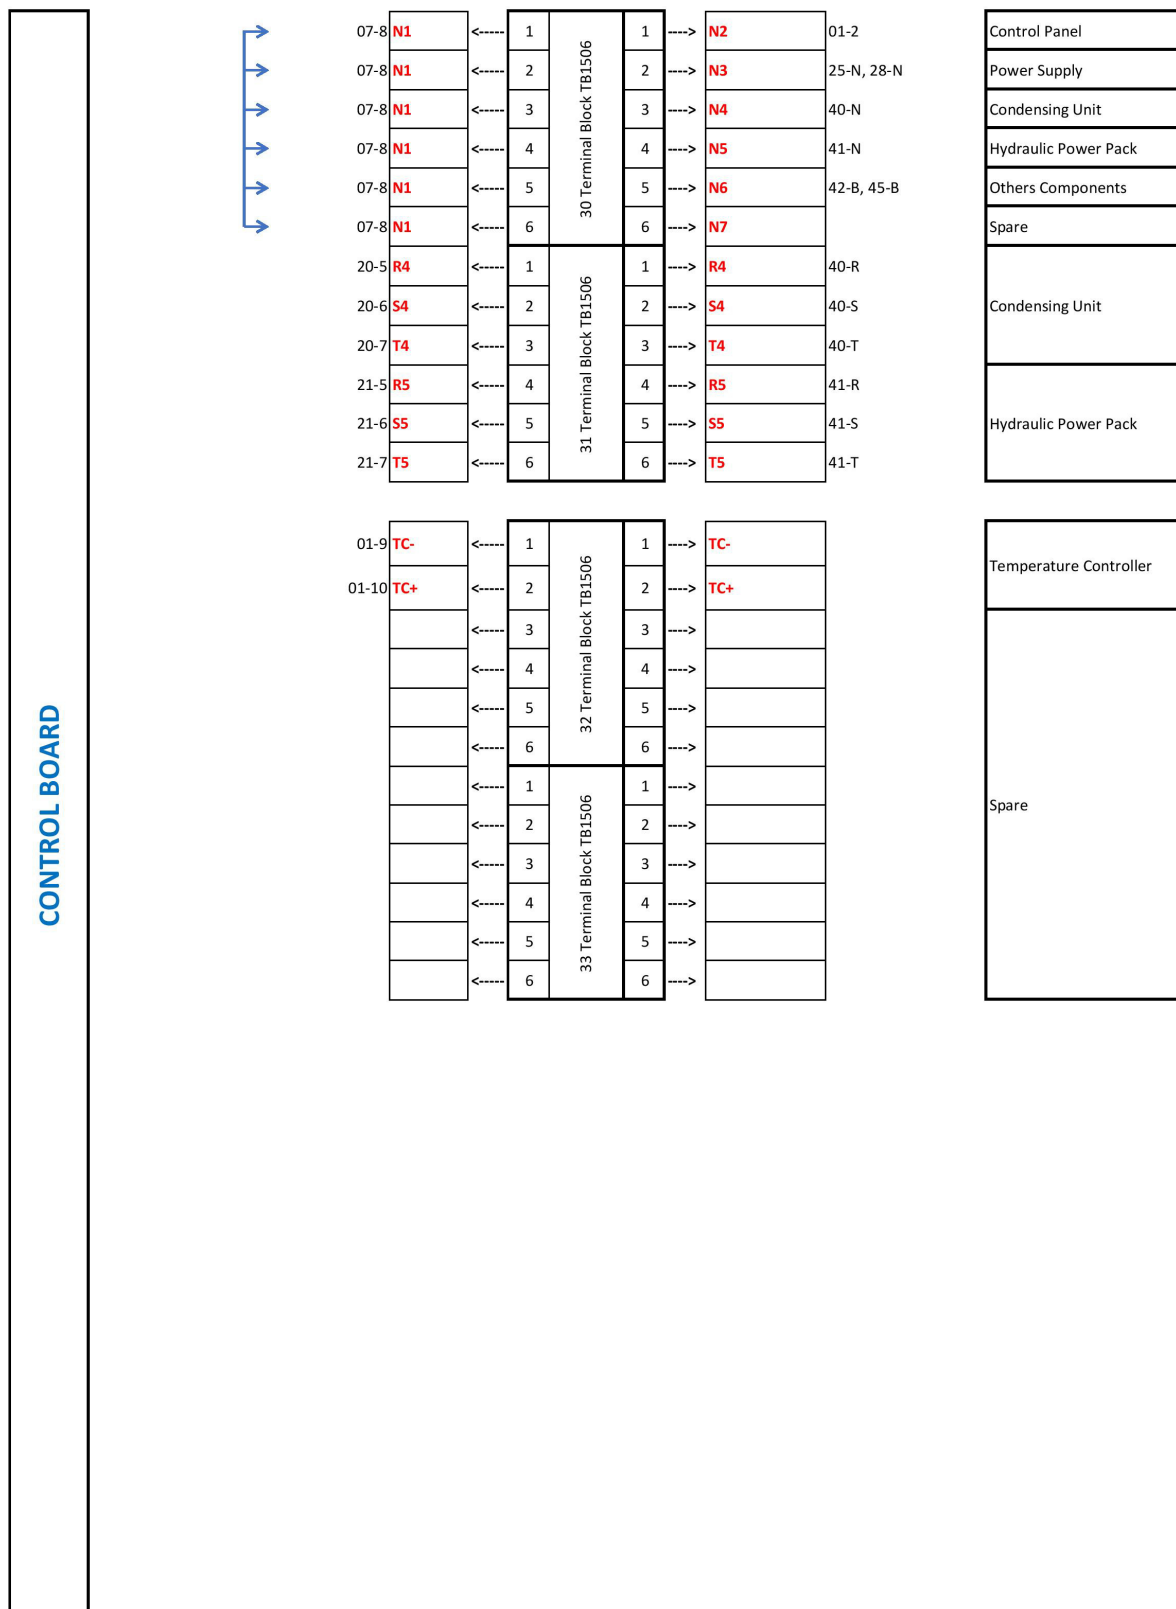 07-8 N1 <----- 1 1 ----> N2 01-2 Control Panel
07-8 N1 <----- 2 2 ----> N3 25-N, 28-N Power Supply
07-8 N1 <----- 3 3 ----> N4 40-N Condensing Unit
07-8 N1 <----- 4 4 ----> N5 41-N Hydraulic Power Pack
07-8 N1 <----- 5 5 ----> N6 42-B, 45-B Others Components
07-8 N1 <----- 6 6 ----> N7 Spare
30 Terminal Block TB1506
20-5 R4 <----- 1 1 ----> R4 40-R
20-6 S4 <----- 2 2 ----> S4 40-S Condensing Unit
20-7 T4 <----- 3 3 ----> T4 40-T
21-5 R5 <----- 4 4 ----> R5 41-R
21-6 S5 <----- 5 5 ----> S5 41-S Hydraulic Power Pack
21-7 T5 <----- 6 6 ----> T5 41-T
31 Terminal Block TB1506
01-9 TC- <----- 1 1 ----> TC-
Temperature Controller
01-10 TC+ <----- 2 2 ----> TC+
<----- 3 3 ---->
<----- 4 4 ---->
<----- 5 5 ---->
<----- 6 6 ---->
32 Terminal Block TB1506
<----- 1 1 ---->
Spare
<----- 2 2 ---->
<----- 3 3 ---->
<----- 4 4 ---->
<----- 5 5 ---->
<----- 6 6 ---->
33 Terminal Block TB1506
CONTROL BOARD